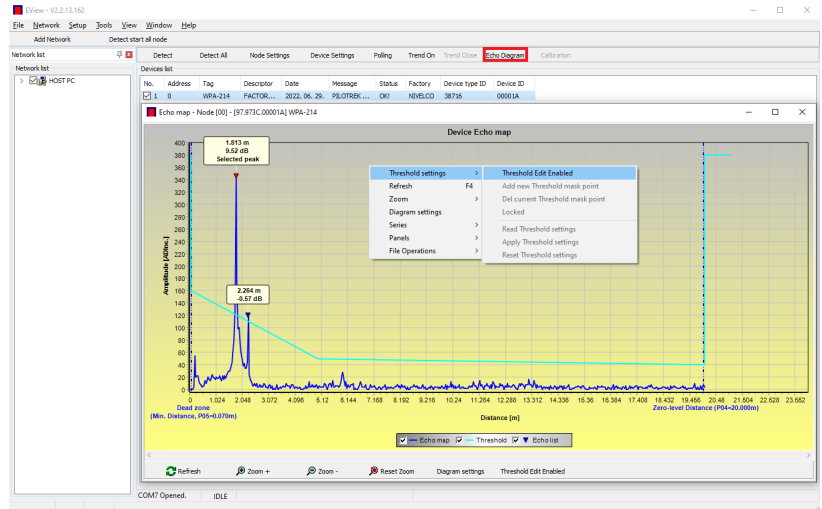 EView - V2.2.13.162
File Network Setup Tools View Window Help
Add Network Detect start all node
Network list
Detect Detect All Node Settings Device Settings Polling Trend On Trend Close Echo Diagram Calibration
Network list
HOST PC
Devices list
No. Address Tag Descriptor Date Message Status Factory Device type ID Device ID
1 0 WPA-214 FACTOR... 2022. 06. 29. PILOTREK ... OK! NIVELCO 38716 00001A
Echo map - Node [00] - [97.973C.00001A] WPA-214
Device Echo map
400
380
360
340
320
300
280
260
240
220
200
180
160
140
120
100
80
60
40
20
0
Amplitude [ADinc.]
1.813 m
9.52 dB
Selected peak
2.264 m
-0.57 dB
Threshold settings >
Refresh F4
Zoom >
Diagram settings
Series >
Panels >
File Operations >
Threshold Edit Enabled
Add new Threshold mask point
Del current Threshold mask point
Locked
Read Threshold settings
Apply Threshold settings
Reset Threshold settings
0 1.024 2.048 3.072 4.096 5.12 6.144 7.168 8.192 9.216 10.24 11.264 12.288 13.312 14.336 15.36 16.384 17.408 18.432 19.456 20.48 21.504 22.528 23.552
Dead zone
(Min. Distance, P05=0.070m)
Zero-level Distance (P04=20.000m)
Distance [m]
Echo map Threshold Echo list
Refresh Zoom + Zoom - Reset Zoom Diagram settings Threshold Edit Enabled
COM7 Opened. IDLE